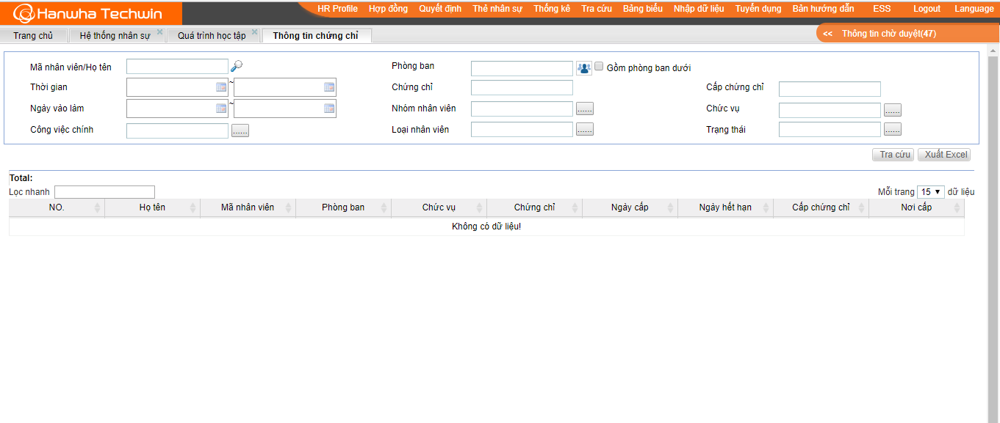 Hanwha Techwin
HR Profile Hợp đồng Quyết định Thẻ nhân sự Thống kê Tra cứu Bảng biểu Nhập dữ liệu Tuyển dụng Bản hướng dẫn ESS Logout Language
Trang chủ Hệ thống nhân sự Quá trình học tập Thông tin chứng chỉ << Thông tin chờ duyệt(47)
Mã nhân viên/Họ tên Phòng ban Gồm phòng ban dưới
Thời gian ~ Chứng chỉ Cấp chứng chỉ
Ngày vào làm ~ Nhóm nhân viên ...... Chức vụ ......
Công việc chính ...... Loại nhân viên ...... Trạng thái ......
Tra cứu Xuất Excel
Total:
Lọc nhanh Mỗi trang 15 dữ liệu
NO. Họ tên Mã nhân viên Phòng ban Chức vụ Chứng chỉ Ngày cấp Ngày hết hạn Cấp chứng chỉ Nơi cấp
Không có dữ liệu!